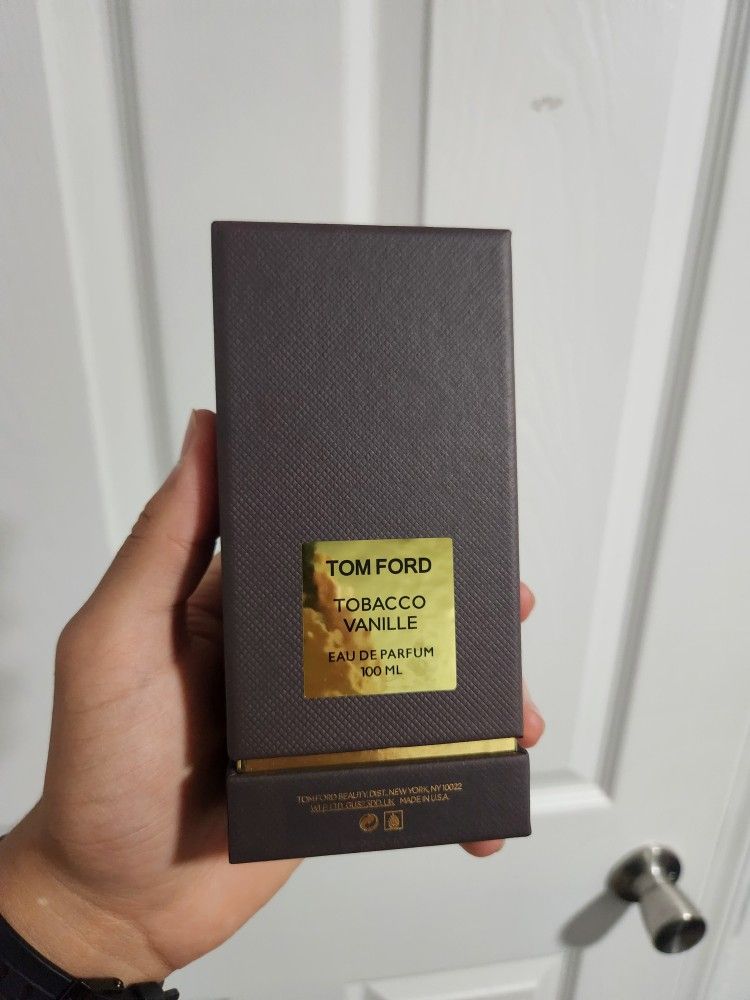 TOM FORD
TOBACCO
VANILLE
EAU DE PARFUM
100 ML
TOM FORD BEAUTY, DIST., NEW YORK, NY 10022
MADE IN U.S.A.